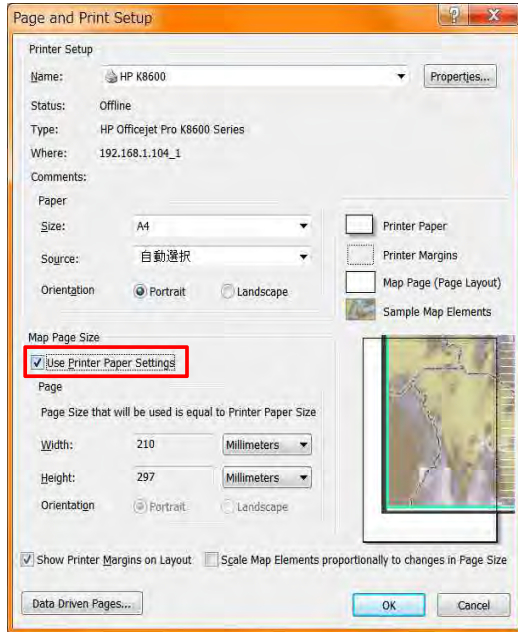 Page and Print Setup
Printer Setup
Name: HP K8600 Properties...
Status: Offline
Type: HP Officejet Pro K8600 Series
Where: 192.168.1.104_1
Comments:
Paper
Size: A4
Printer Paper
Source: 自動選択
Printer Margins
Map Page (Page Layout)
Orientation Portrait Landscape
Sample Map Elements
Map Page Size
Use Printer Paper Settings
Page
Page Size that will be used is equal to Printer Paper Size
Width: 210 Millimeters
Height: 297 Millimeters
Orientation Portrait Landscape
Show Printer Margins on Layout Scale Map Elements proportionally to changes in Page Size
Data Driven Pages... OK Cancel